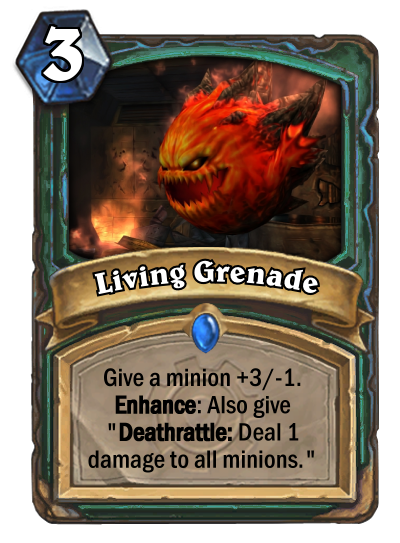 3
Living Grenade
Give a minion +3/-1.
Enhance: Also give
"Deathrattle: Deal 1
damage to all minions."